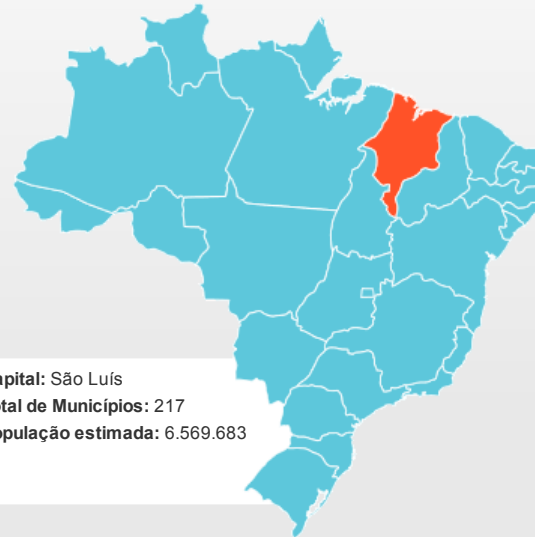 apital: São Luís
tal de Municípios: 217
opulação estimada: 6.569.683